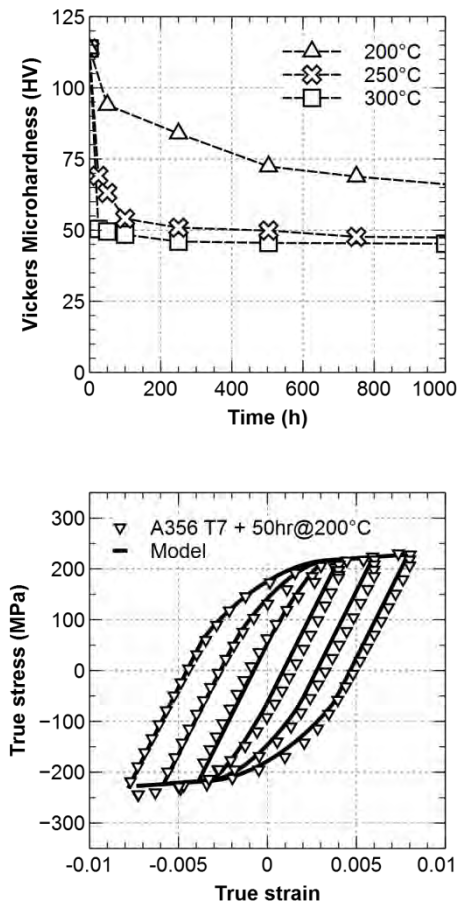 125
100
75
50
25
0
Vickers Microhardness (HV)
200°C
250°C
300°C
0 200 400 600 800 1000
Time (h)
350
300
200
100
0
−100
−200
−300
True stress (MPa)
A356 T7 + 50hr@200°C
Model
-0.01 -0.005 0 0.005 0.01
True strain